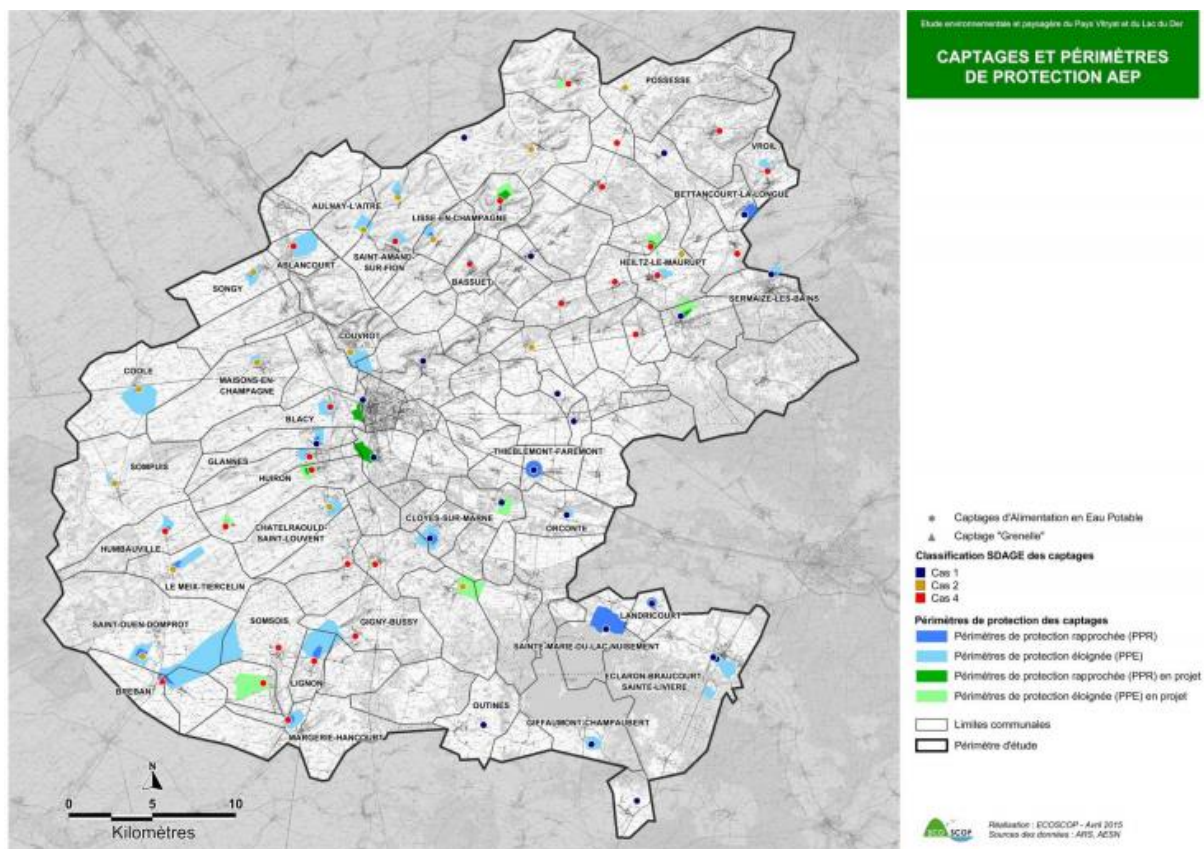 Etude environnementale et paysagère du Pays Vitryat et du Lac du Der
CAPTAGES ET PÉRIMÈTRES
DE PROTECTION AEP
POSSESSE
VROIL
BETTANCOURT-LA-LONGUE
AULNAY-L'AITRE
LISSE-EN-CHAMPAGNE
SAINT-AMAND-
SUR-FION
ABLANCOURT
BASSUET
HEILTZ-LE-MAURUPT
SONGY
SERMAIZE-LES-BAINS
COUVROT
COOLE
MAISONS-EN-
CHAMPAGNE
BLACY
GLANNES
THIEBLEMONT-FAREMONT
SOMPUIS
HUIRON
CLOYES-SUR-MARNE
ORCONTE
CHATELRAOULD-
SAINT-LOUVENT
HUMBAUVILLE
LE MEIX-TIERCELIN
LANDRICOURT
SAINT-OUEN-DOMPROT
SOMSOIS
GIGNY-BUSSY
SAINTE-MARIE-DU-LAC-NUISEMENT
ECLARON-BRAUCOURT
SAINTE-LIVIERE
BREBAN
LIGNON
OUTINES
GIFFAUMONT-CHAMPAUBERT
MARGERIE-HANCOURT
N
0 5 10
Kilomètres
Captages d'Alimentation en Eau Potable
Captage "Grenelle"
Classification SDAGE des captages
Cas 1
Cas 2
Cas 4
Périmètres de protection des captages
Périmètres de protection rapprochée (PPR)
Périmètres de protection éloignée (PPE)
Périmètres de protection rapprochée (PPR) en projet
Périmètres de protection éloignée (PPE) en projet
Limites communales
Périmètre d'étude
ECO SCOP
Réalisation : ECOSCOP - Avril 2015
Sources des données : ARS, AESN